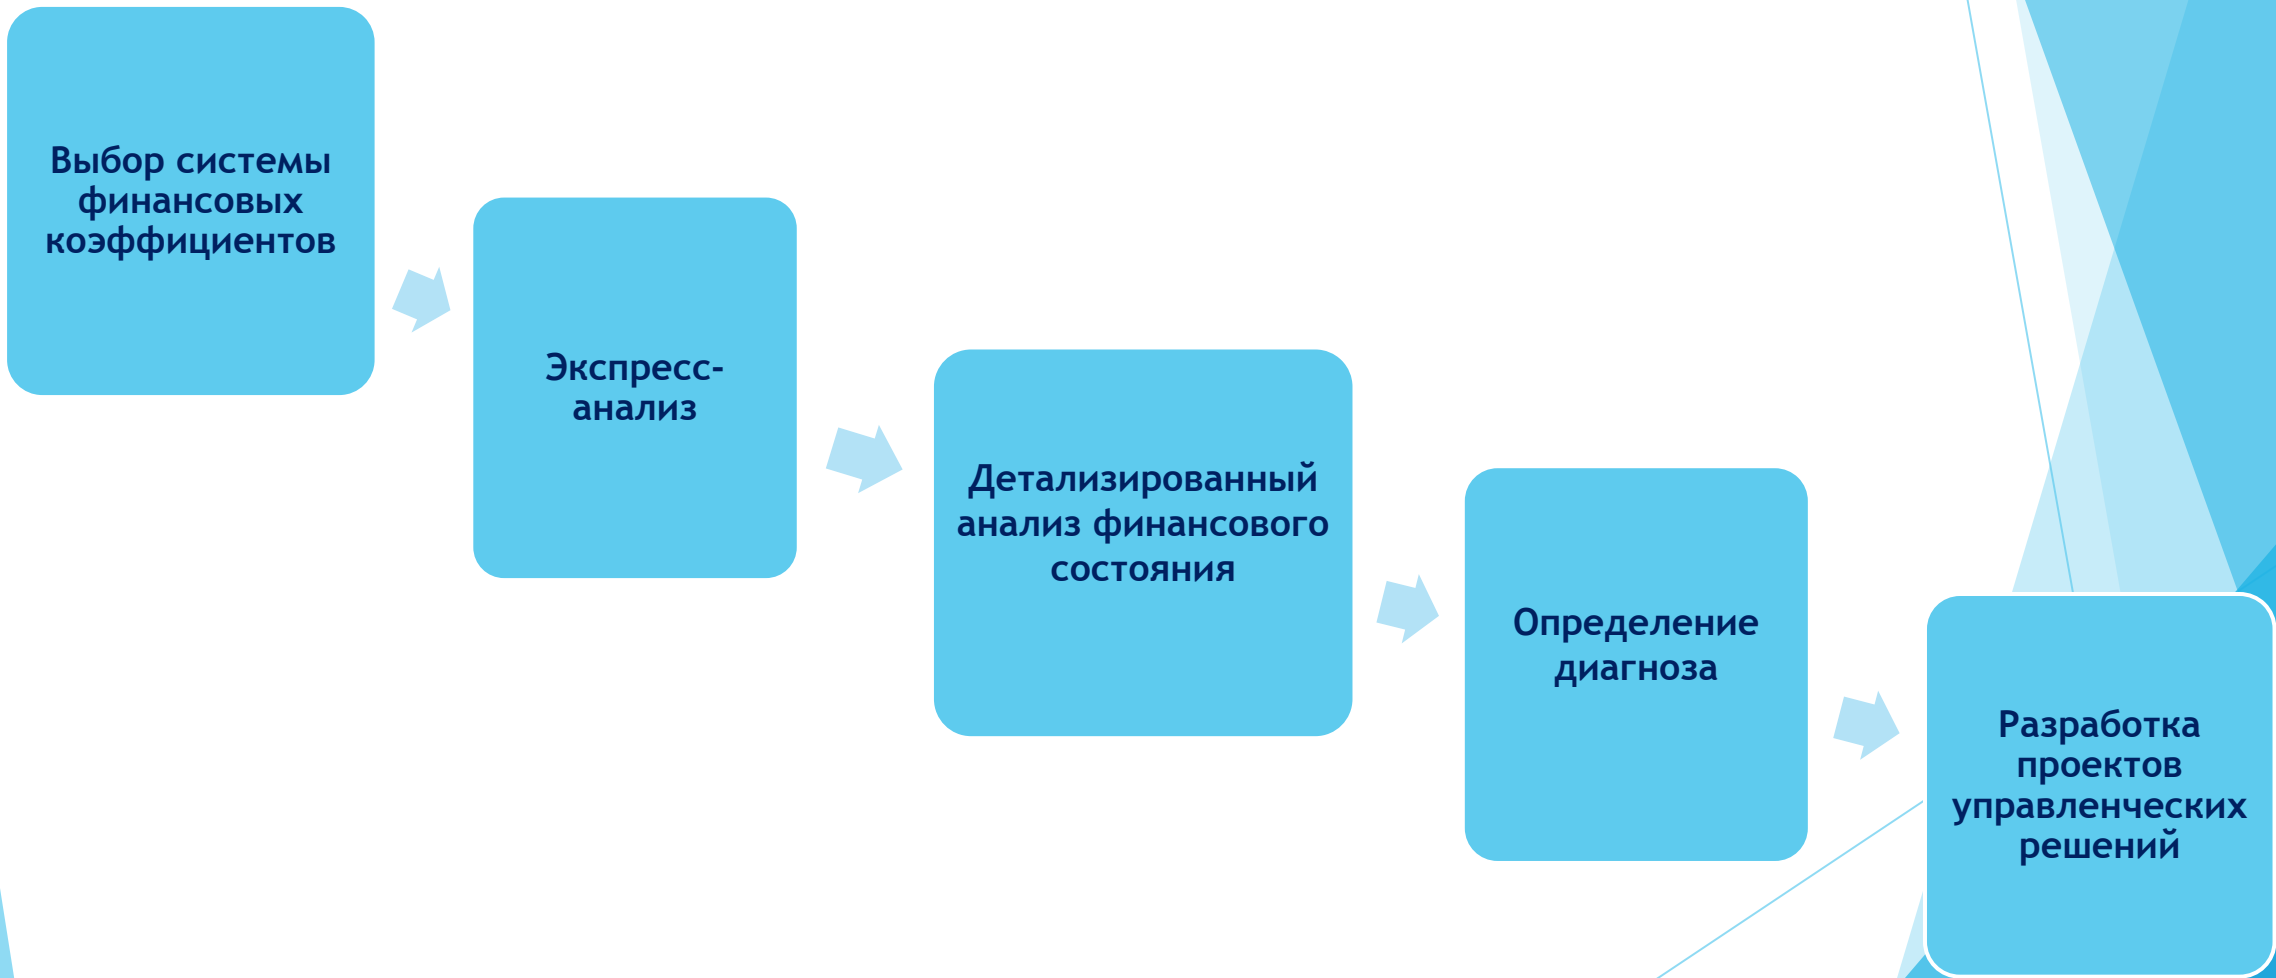 Выбор системы
финансовых
коэффициентов
Экспресс-
анализ
Детализированный
анализ финансового
состояния
Определение
диагноза
Разработка
проектов
управленческих
решений